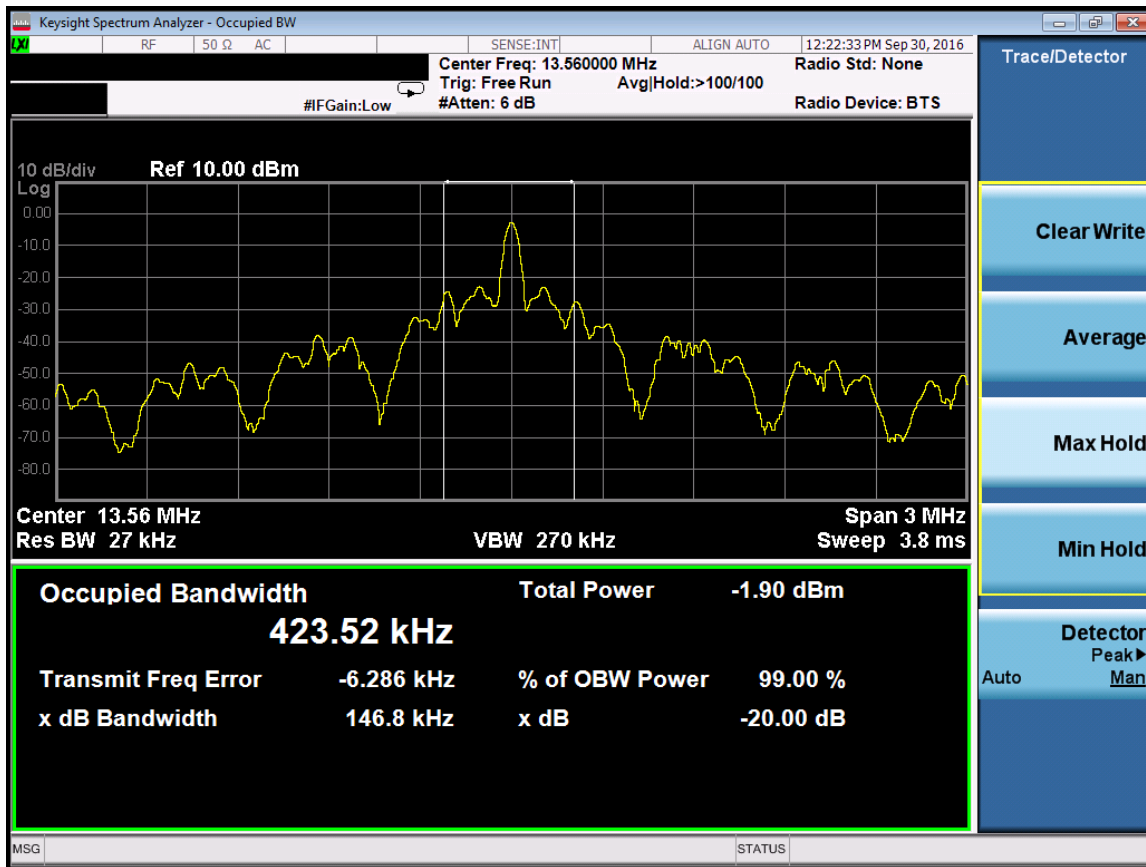 Keysight Spectrum Analyzer - Occupied BW
LXI RF 50 Ω AC SENSE:INT ALIGN AUTO 12:22:33 PM Sep 30, 2016
Center Freq: 13.560000 MHz Radio Std: None
Trig: Free Run Avg|Hold:>100/100
#IFGain:Low #Atten: 6 dB Radio Device: BTS
Trace/Detector
10 dB/div Ref 10.00 dBm
Log
0.00
-10.0
-20.0
-30.0
-40.0
-50.0
-60.0
-70.0
-80.0
Center 13.56 MHz Span 3 MHz
Res BW 27 kHz VBW 270 kHz Sweep 3.8 ms
Occupied Bandwidth Total Power -1.90 dBm
423.52 kHz
Transmit Freq Error -6.286 kHz % of OBW Power 99.00 %
x dB Bandwidth 146.8 kHz x dB -20.00 dB
Clear Write
Average
Max Hold
Min Hold
Detector
Peak▶
Auto Man
MSG STATUS